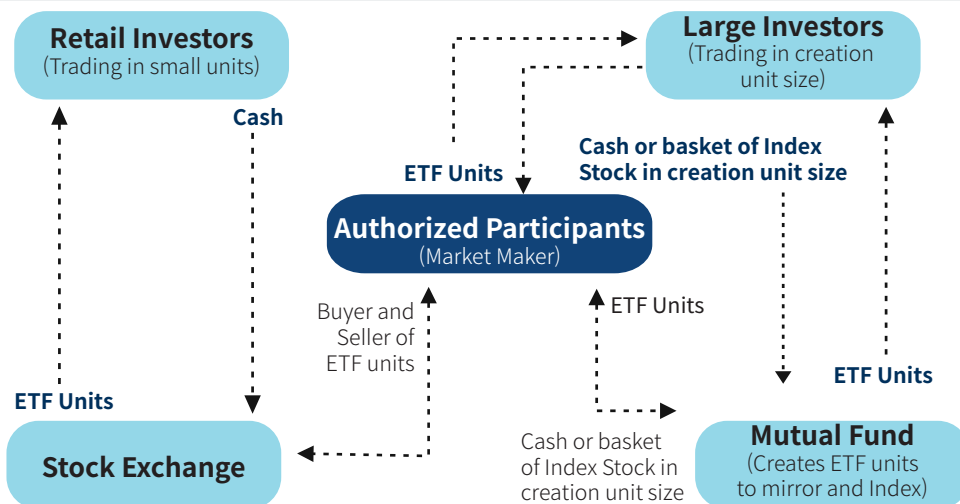 Retail Investors
(Trading in small units)
Large Investors
(Trading in creation
unit size)
Cash
Cash or basket of Index
Stock in creation unit size
ETF Units
Authorized Participants
(Market Maker)
Buyer and
Seller of
ETF units
ETF Units
ETF Units
ETF Units
Stock Exchange
Cash or basket
of Index Stock in
creation unit size
Mutual Fund
(Creates ETF units
to mirror and Index)